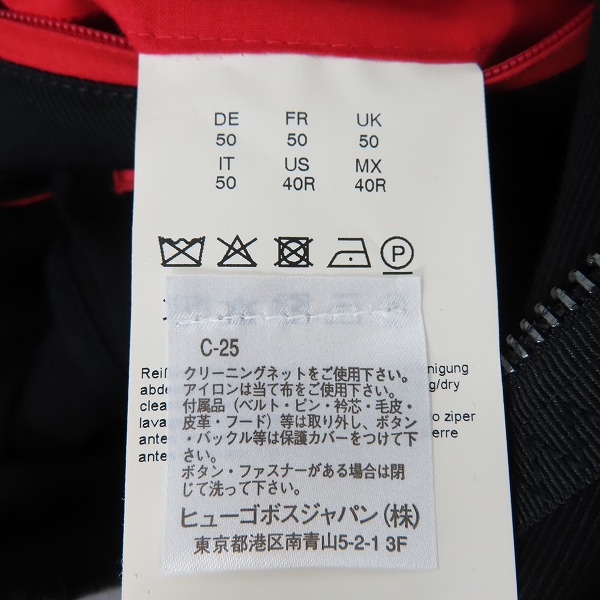 DE FR UK
50 50 50
IT US MX
50 40R 40R
P
C-25
クリーニングネットをご使用下さい。
アイロンは当て布をご使用下さい。
付属品（ベルト・ピン・衿芯・毛皮・
皮革・フード）等は取り外し、ボタン
・バックル等は保護カバーをつけて下
さい。
ボタン・ファスナーがある場合は閉
じて洗って下さい。
ヒューゴボスジャパン(株)
東京都港区南青山5-2-1 3F